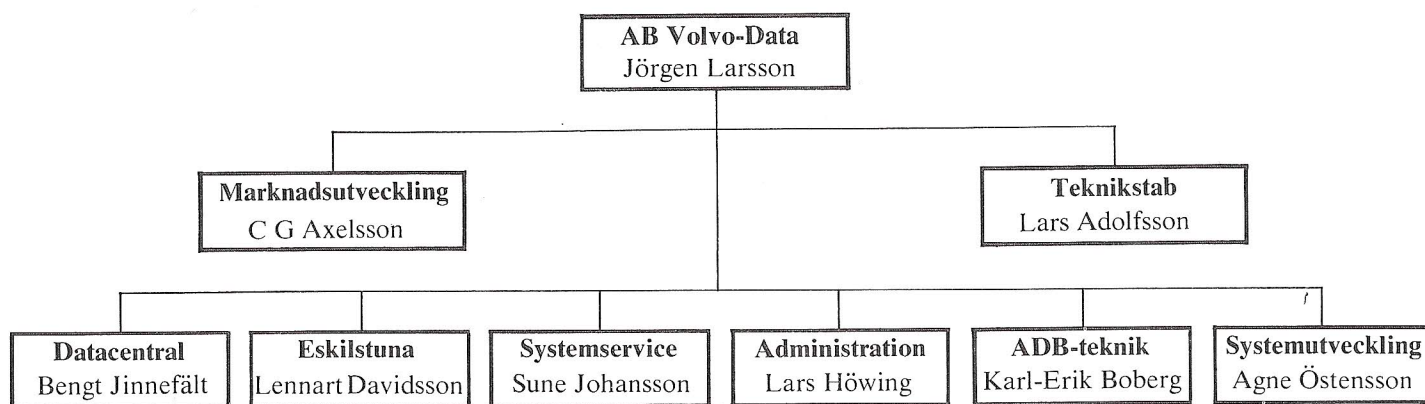 AB Volvo-Data
Jörgen Larsson
Marknadsutveckling
C G Axelsson
Teknikstab
Lars Adolfsson
Datacentral
Bengt Jinnefält
Eskilstuna
Lennart Davidsson
Systemservice
Sune Johansson
Administration
Lars Höwing
ADB-teknik
Karl-Erik Boberg
Systemutveckling
Agne Östensson